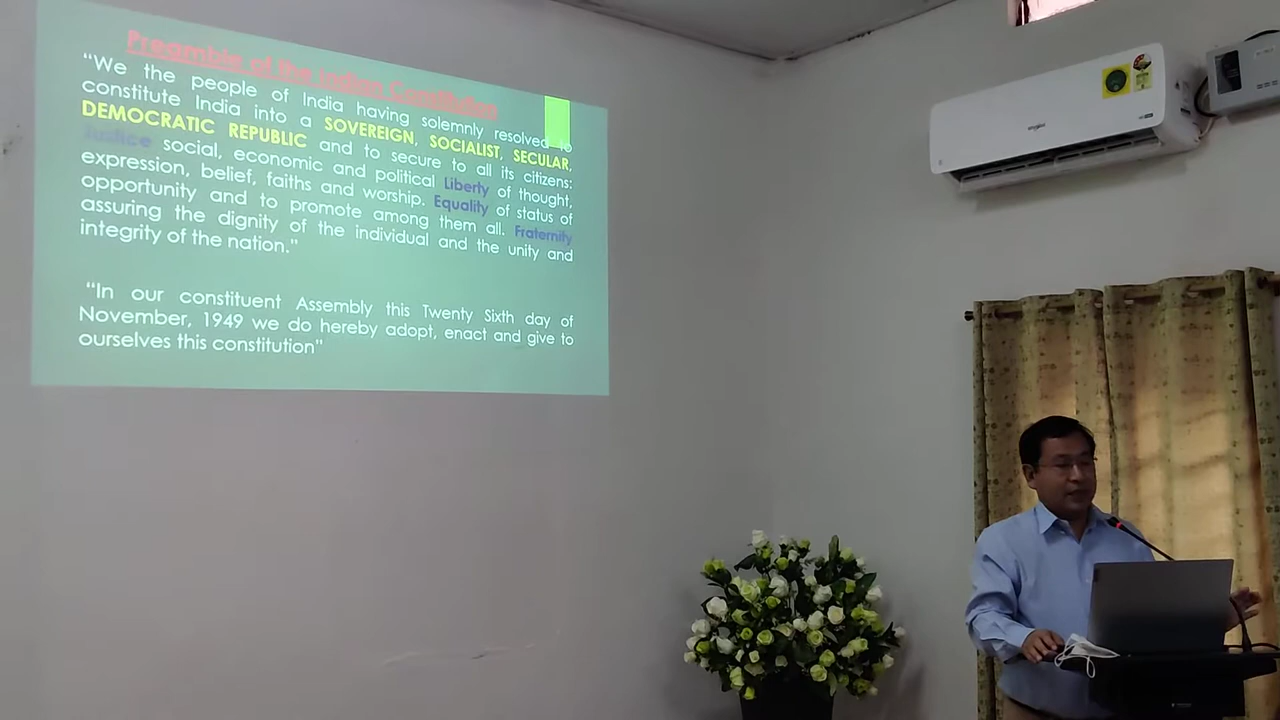 Preamble of the Indian Constitution
“We the people of India having solemnly resolved to
constitute India into a SOVEREIGN, SOCIALIST, SECULAR,
DEMOCRATIC REPUBLIC and to secure to all its citizens:
Justice social, economic and political Liberty of thought,
expression, belief, faiths and worship. Equality of status of
opportunity and to promote among them all. Fraternity
assuring the dignity of the individual and the unity and
integrity of the nation.”
“In our constituent Assembly this Twenty Sixth day of
November, 1949 we do hereby adopt, enact and give to
ourselves this constitution”
Whirlpool